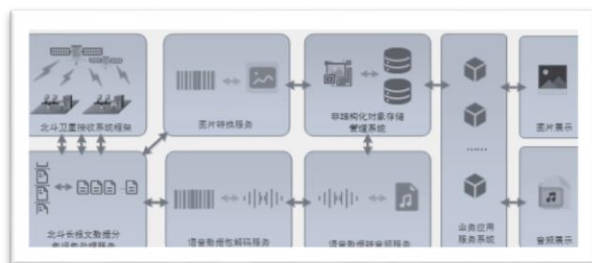 北斗卫星接收系统框架
图片转换服务
非结构化对象存储
管理系统
图片展示
……
北斗长报文数据分
语音数据包解码服务
语音数据转音频服务
业务应用
服务系统
音频展示